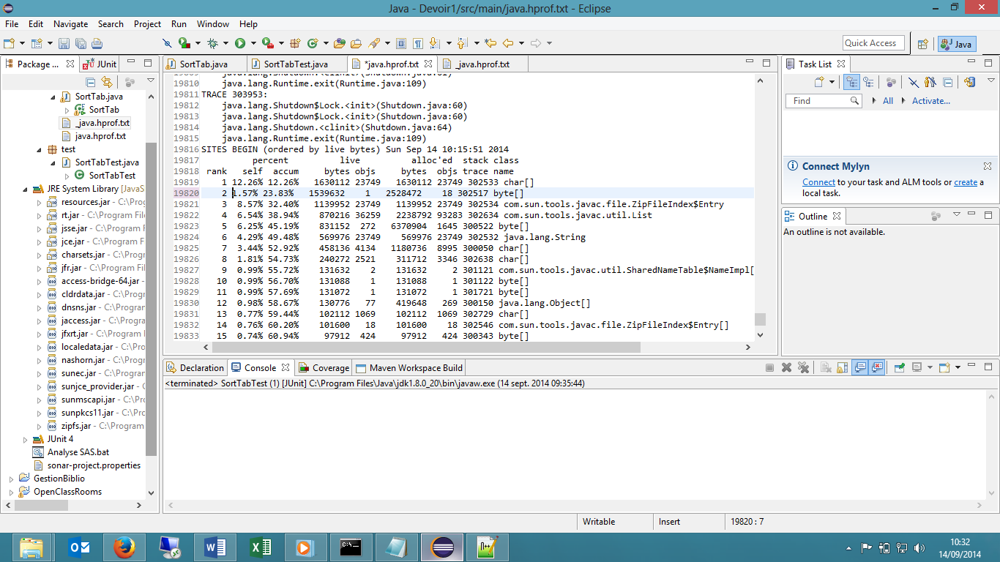 Java - Devoir1/src/main/java.hprof.txt - Eclipse
File Edit Navigate Search Project Run Window Help
Quick Access
Java
Package ...
JUnit
SortTab.java
SortTab
_java.hprof.txt
java.hprof.txt
test
SortTabTest.java
SortTabTest
JRE System Library [JavaS
resources.jar - C:\Program F
rt.jar - C:\Program Files\Jav
jsse.jar - C:\Program Files\J
jce.jar - C:\Program Files\J
charsets.jar - C:\Program Fi
jfr.jar - C:\Program Files\J
access-bridge-64.jar - C:\P
cldrdata.jar - C:\Program F
dnsns.jar - C:\Program File
jaccess.jar - C:\Program Fil
jfxrt.jar - C:\Program Files\
localedata.jar - C:\Program
nashorn.jar - C:\Program Fi
sunec.jar - C:\Program File
sunjce_provider.jar - C:\Pr
sunmscapi.jar - C:\Program
sunpkcs11.jar - C:\Program
zipfs.jar - C:\Program Files
JUnit 4
Analyse SAS.bat
sonar-project.properties
GestionBiblio
OpenClassRooms
SortTab.java
SortTabTest.java
*java.hprof.txt
_java.hprof.txt
19810 java.lang.Runtime.exit(Runtime.java:109)
19811 TRACE 303953:
19812 java.lang.Shutdown$Lock.<init>(Shutdown.java:60)
19813 java.lang.Shutdown$Lock.<init>(Shutdown.java:60)
19814 java.lang.Shutdown.<clinit>(Shutdown.java:64)
19815 java.lang.Runtime.exit(Runtime.java:109)
19816 SITES BEGIN (ordered by live bytes) Sun Sep 14 10:15:51 2014
19817 percent live alloc'ed stack class
19818 rank self accum bytes objs bytes objs trace name
19819 1 12.26% 12.26% 1630112 23749 1630112 23749 302533 char[]
19820 2 1.57% 23.83% 1539632 1 2528472 18 302517 byte[]
19821 3 8.57% 32.40% 1139952 23749 1139952 23749 302534 com.sun.tools.javac.file.ZipFileIndex$Entry
19822 4 6.54% 38.94% 870216 36259 2238792 93283 302634 com.sun.tools.javac.util.List
19823 5 6.25% 45.19% 831152 272 6370904 1645 300522 byte[]
19824 6 4.29% 49.48% 569976 23749 569976 23749 302532 java.lang.String
19825 7 3.44% 52.92% 458136 4134 1180736 8995 300050 char[]
19826 8 1.81% 54.73% 240272 2521 311712 3346 302638 char[]
19827 9 0.99% 55.72% 131632 2 131632 2 301121 com.sun.tools.javac.util.SharedNameTable$NameImpl[
19828 10 0.99% 56.70% 131088 1 131088 1 301122 byte[]
19829 11 0.99% 57.69% 131072 1 131072 1 301721 byte[]
19830 12 0.98% 58.67% 130776 77 419648 269 300150 java.lang.Object[]
19831 13 0.77% 59.44% 102112 1069 102112 1069 302729 char[]
19832 14 0.76% 60.20% 101600 18 101600 18 302546 com.sun.tools.javac.file.ZipFileIndex$Entry[]
19833 15 0.74% 60.94% 97912 424 97912 424 300343 byte[]
Task List
Find
All
Activate...
Connect Mylyn
Connect to your task and ALM tools or create a
local task.
Outline
An outline is not available.
Declaration
Console
Coverage
Maven Workspace Build
<terminated> SortTabTest (1) [JUnit] C:\Program Files\Java\jdk1.8.0_20\bin\javaw.exe (14 sept. 2014 09:35:44)
Writable
Insert
19820 : 7
10:32
14/09/2014